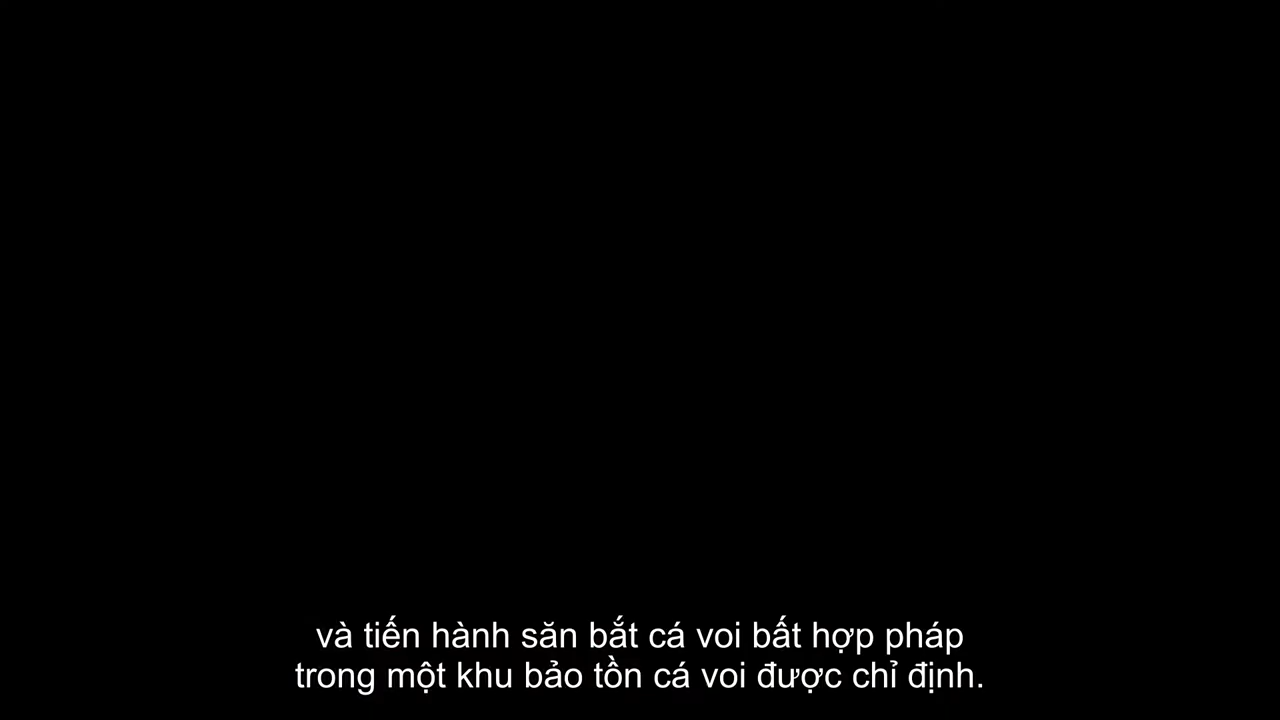 và tiến hành săn bắt cá voi bất hợp pháp
trong một khu bảo tồn cá voi được chỉ định.